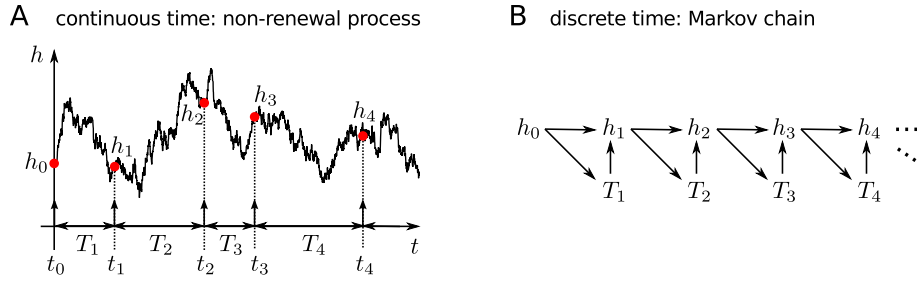 A continuous time: non-renewal process
h
h₀
h₁
h₂
h₃
h₄
T₁ T₂ T₃ T₄ t
t₀ t₁ t₂ t₃ t₄
B discrete time: Markov chain
h₀ h₁ h₂ h₃ h₄ ...
T₁ T₂ T₃ T₄